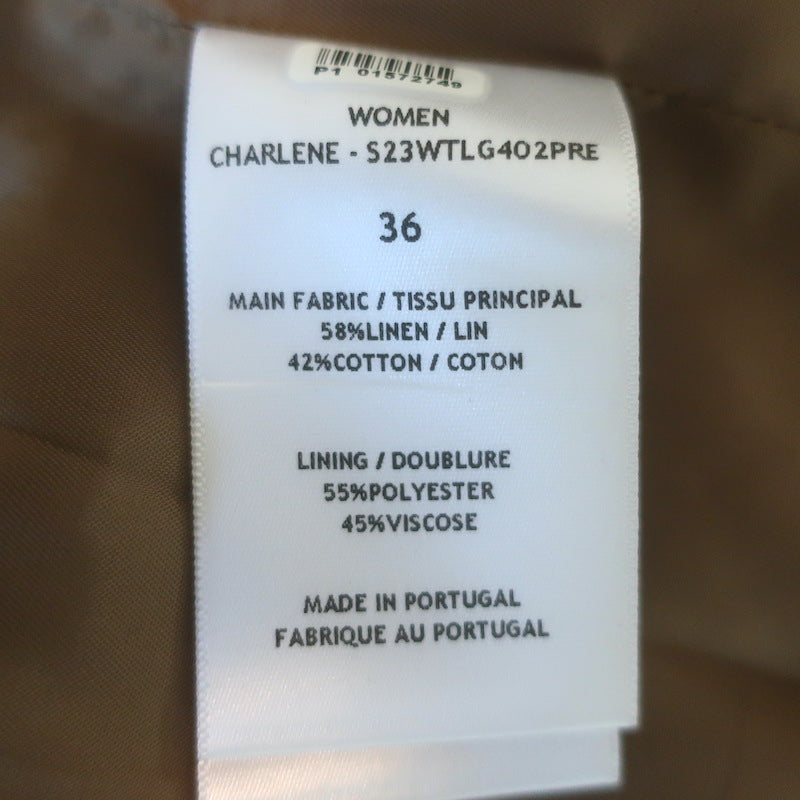 P1 01572749
WOMEN
CHARLENE - S23WTLG402PRE
36
MAIN FABRIC / TISSU PRINCIPAL
58%LINEN / LIN
42%COTTON / COTON
LINING / DOUBLURE
55%POLYESTER
45%VISCOSE
MADE IN PORTUGAL
FABRIQUE AU PORTUGAL